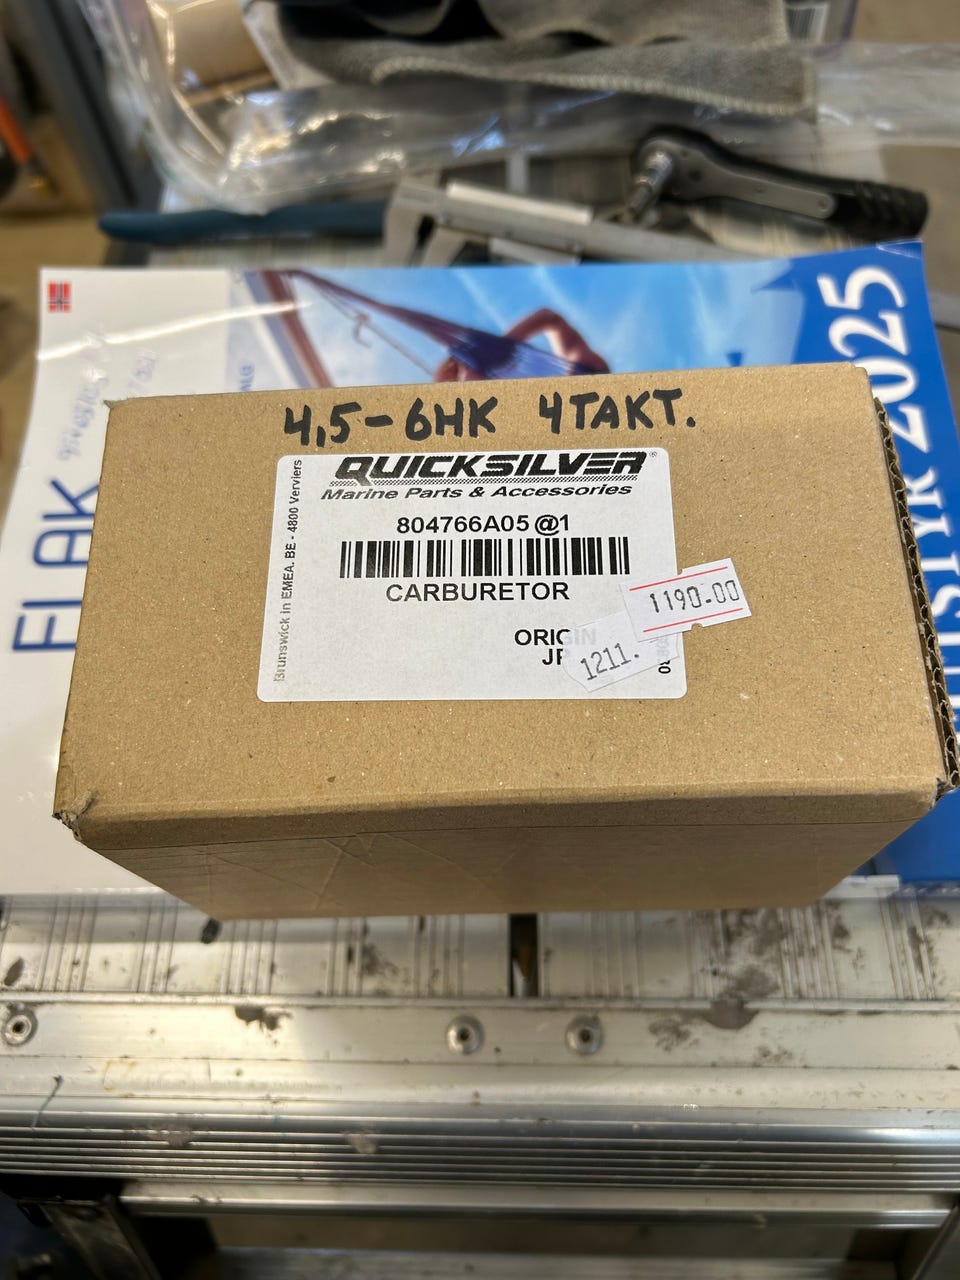 2025
4,5-6HK 4TAKT.
QUICKSILVER®
Marine Parts & Accessories
804766A05@1
CARBURETOR
ORIGIN
JP
1190.00
1211.
Brunswick in EMEA. BE - 4800 Verviers